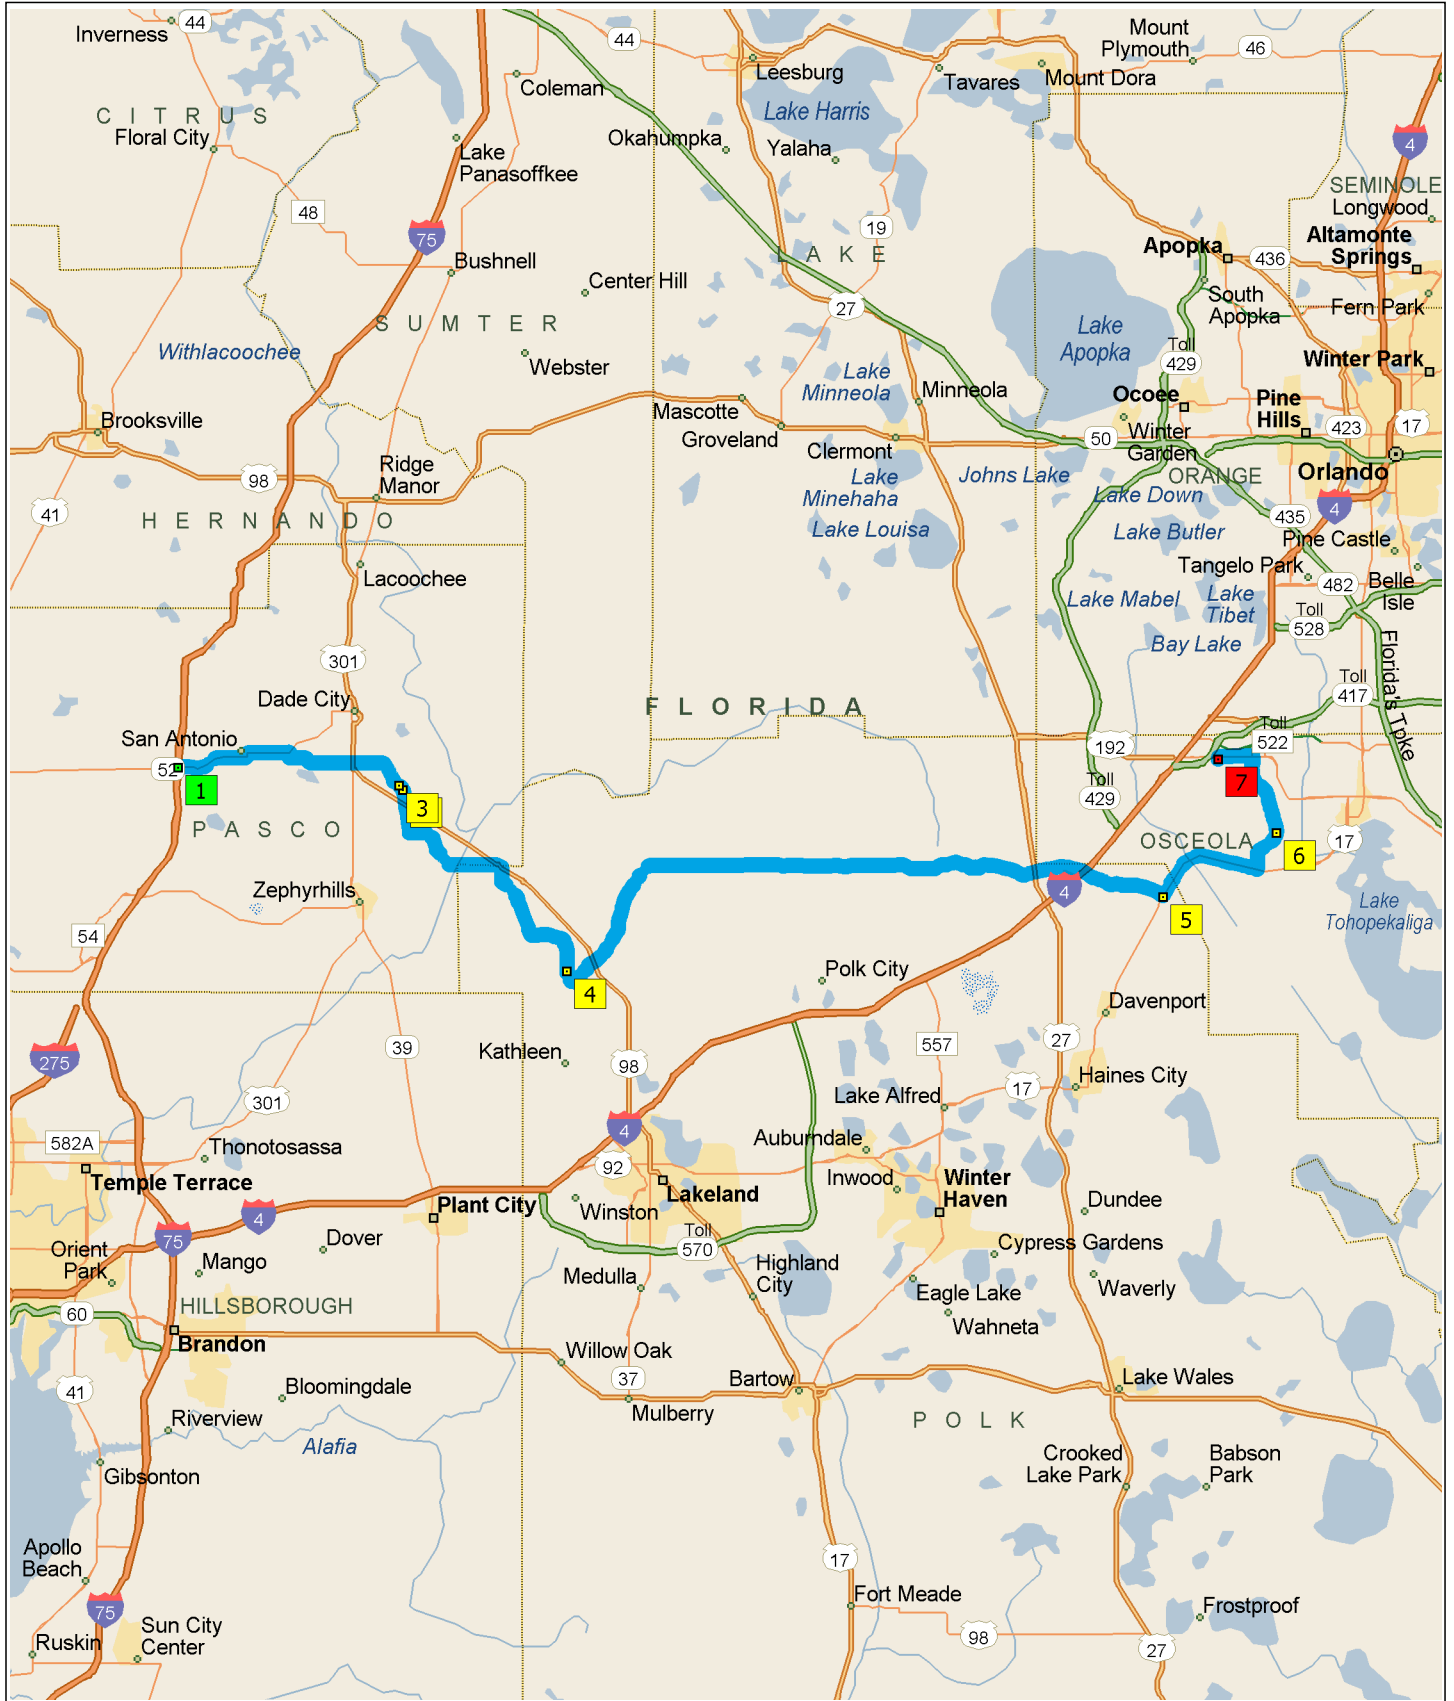 Inverness
44
44
Mount
Plymouth
46
Leesburg
Tavares
Mount Dora
Coleman
Lake Harris
CITRUS
Floral City
Okahumpka
Yalaha
4
Lake
Panasoffkee
SEMINOLE
Longwood
48
75
19
Altamonte
Springs
Apopka
436
LAKE
Bushnell
Center Hill
South
Apopka
Fern Park
27
SUMTER
Lake
Apopka
Toll
429
Withlacoochee
Webster
Winter Park
Lake
Minneola
Minneola
Ocoee
Pine
Hills
Mascotte
Brooksville
Groveland
Clermont
50
Winter
Garden
423
17
ORANGE
Orlando
Ridge
Manor
98
Lake
Minehaha
Johns Lake
Lake Down
41
HERNANDO
Lake Louisa
Lake Butler
435
4
Pine Castle
Tangelo Park
Lacoochee
482
Belle
Isle
Lake Mabel
Lake
Tibet
Toll
528
Bay Lake
301
Florida's Tpke
Toll
417
Dade City
FLORIDA
San Antonio
Toll
522
192
52
1
7
Toll
429
3
PASCO
OSCEOLA
17
6
Zephyrhills
4
5
Lake
Tohopekaliga
54
Polk City
4
Davenport
275
39
Kathleen
557
27
98
Haines City
17
301
Lake Alfred
4
582A
Thonotosassa
Auburndale
92
Temple Terrace
Inwood
Winter
Haven
Lakeland
Plant City
Winston
Dundee
4
75
Toll
570
Orient
Park
Mango
Dover
Cypress Gardens
Medulla
Highland
City
Waverly
Eagle Lake
60
HILLSBOROUGH
Wahneta
Brandon
Willow Oak
41
37
Bartow
Lake Wales
Bloomingdale
Mulberry
Riverview
POLK
Alafia
Crooked
Lake Park
Babson
Park
Gibsonton
Apollo
Beach
17
Fort Meade
75
Frostproof
Sun City
Center
98
27
Ruskin